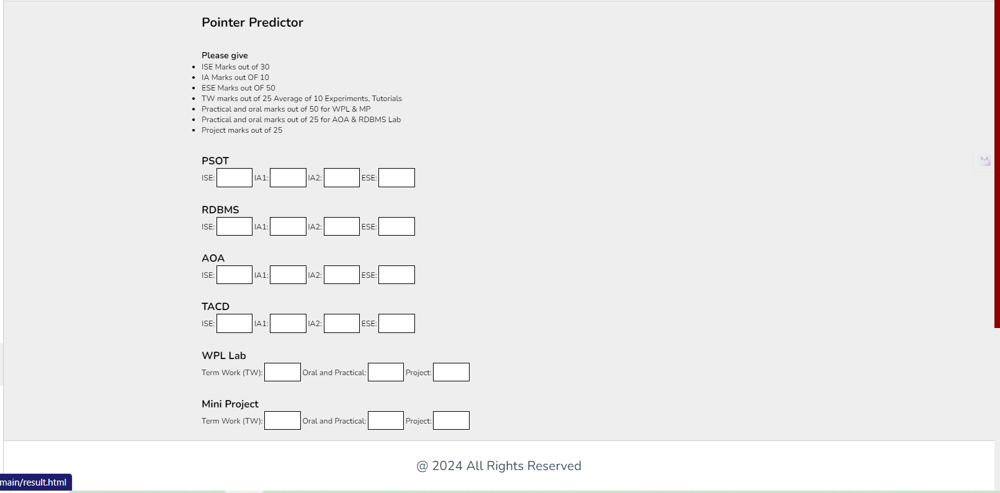 Pointer Predictor
Please give
ISE Marks out of 30
IA Marks out OF 10
ESE Marks out OF 50
TW marks out of 25 Average of 10 Experiments, Tutorials
Practical and oral marks out of 50 for WPL & MP
Practical and oral marks out of 25 for AOA & RDBMS Lab
Project marks out of 25
PSOT
ISE: IA1: IA2: ESE:
RDBMS
ISE: IA1: IA2: ESE:
AOA
ISE: IA1: IA2: ESE:
TACD
ISE: IA1: IA2: ESE:
WPL Lab
Term Work (TW): Oral and Practical: Project:
Mini Project
Term Work (TW): Oral and Practical: Project:
@ 2024 All Rights Reserved
main/result.html